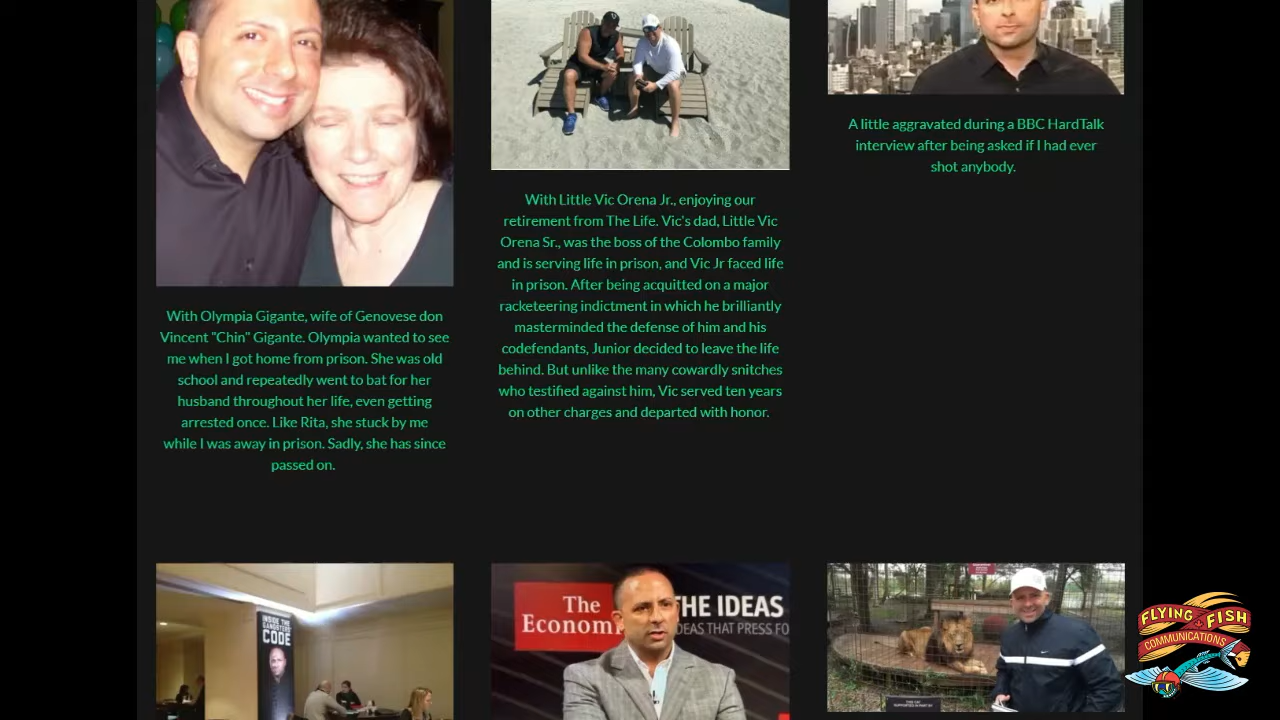 With Olympia Gigante, wife of Genovese don
Vincent "Chin" Gigante. Olympia wanted to see
me when I got home from prison. She was old
school and repeatedly went to bat for her
husband throughout her life, even getting
arrested once. Like Rita, she stuck by me
while I was away in prison. Sadly, she has since
passed on.
With Little Vic Orena Jr., enjoying our
retirement from The Life. Vic's dad, Little Vic
Orena Sr., was the boss of the Colombo family
and is serving life in prison, and Vic Jr faced life
in prison. After being acquitted on a major
racketeering indictment in which he brilliantly
masterminded the defense of him and his
codefendants, Junior decided to leave the life
behind. But unlike the many cowardly snitches
who testified against him, Vic served ten years
on other charges and departed with honor.
A little aggravated during a BBC HardTalk
interview after being asked if I had ever
shot anybody.
INSIDE THE
GANGSTERS'
CODE
The
Economi
THE IDEAS
DEAS THAT PRESS FO
FLYING FISH
COMMUNICATIONS